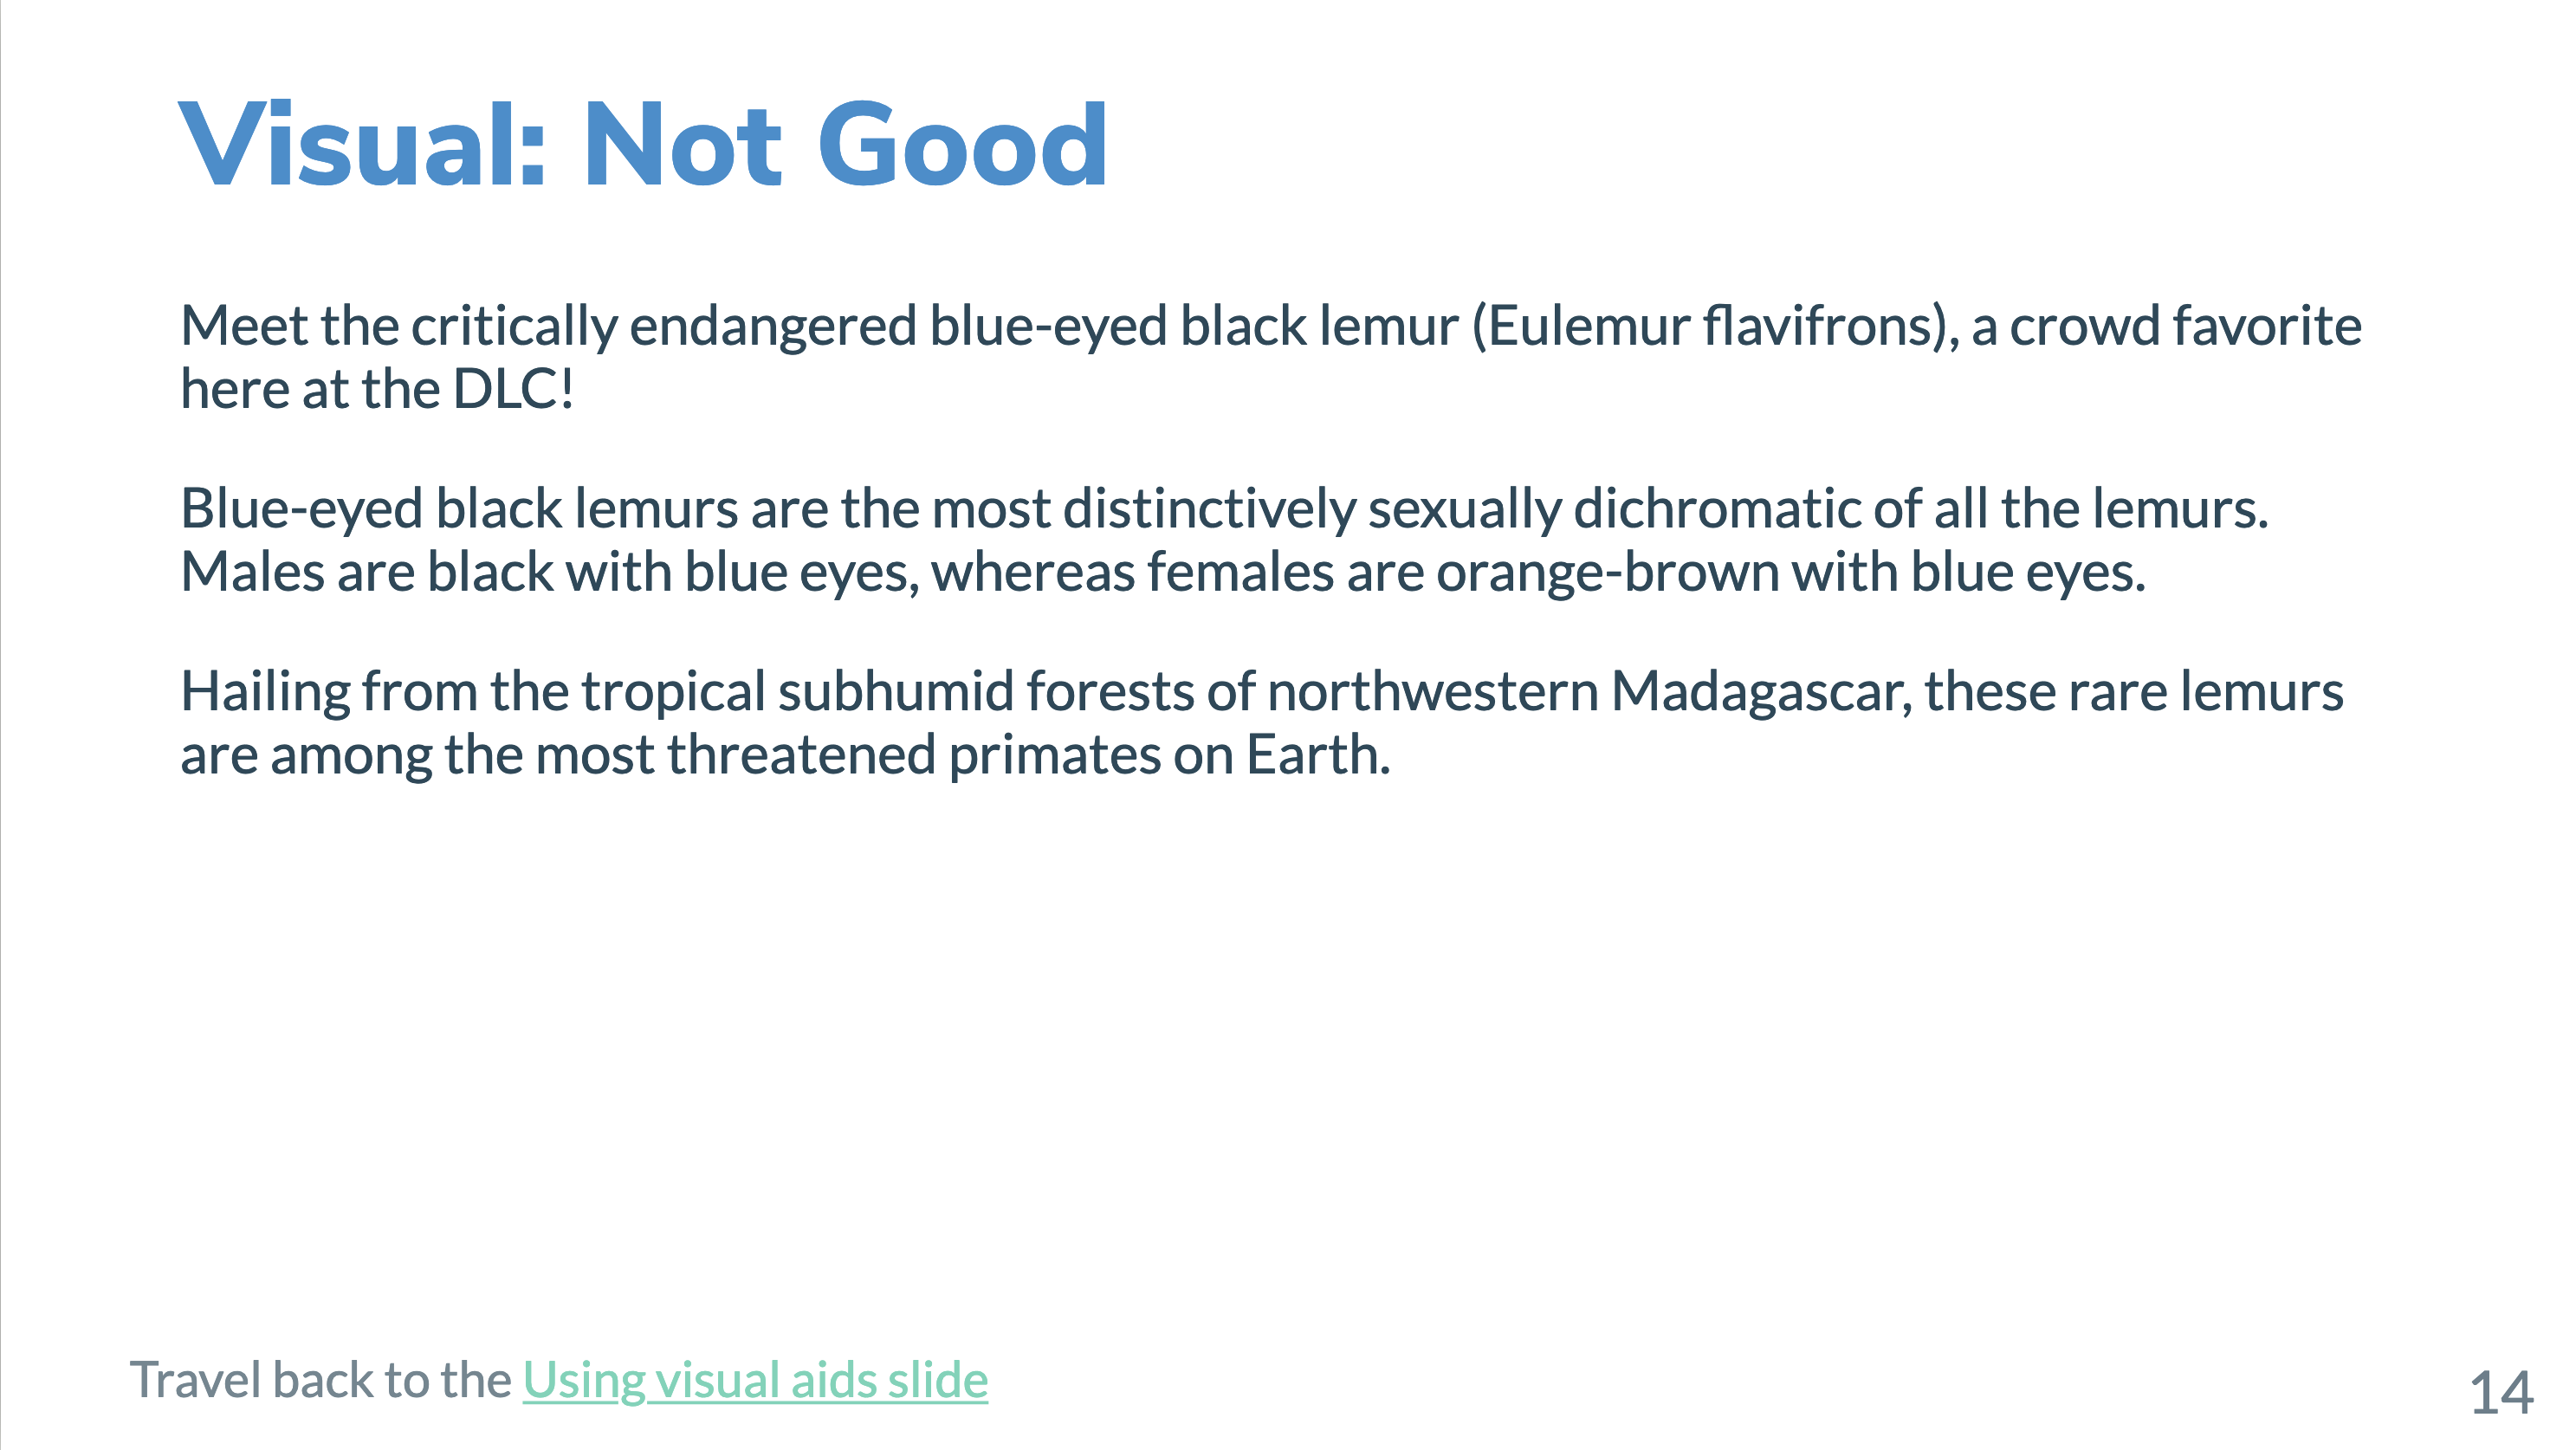 Visual: Not Good
Meet the critically endangered blue-eyed black lemur (Eulemur flavifrons), a crowd favorite
here at the DLC!
Blue-eyed black lemurs are the most distinctively sexually dichromatic of all the lemurs.
Males are black with blue eyes, whereas females are orange-brown with blue eyes.
Hailing from the tropical subhumid forests of northwestern Madagascar, these rare lemurs
are among the most threatened primates on Earth.
Travel back to the Using visual aids slide
14